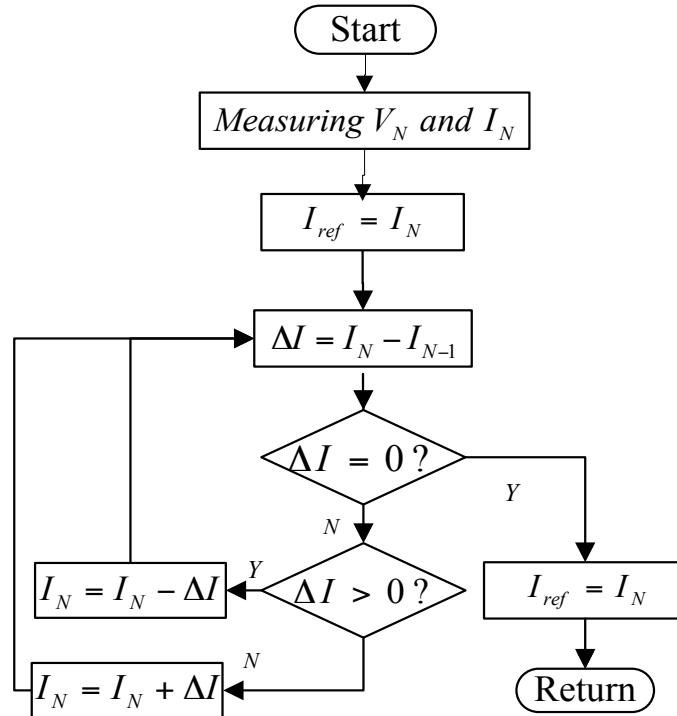 Start
Measuring V_N and I_N
I_ref = I_N
ΔI = I_N − I_{N−1}
ΔI = 0 ?
Y
N
ΔI > 0 ?
Y
I_N = I_N − ΔI
I_ref = I_N
N
I_N = I_N + ΔI
Return